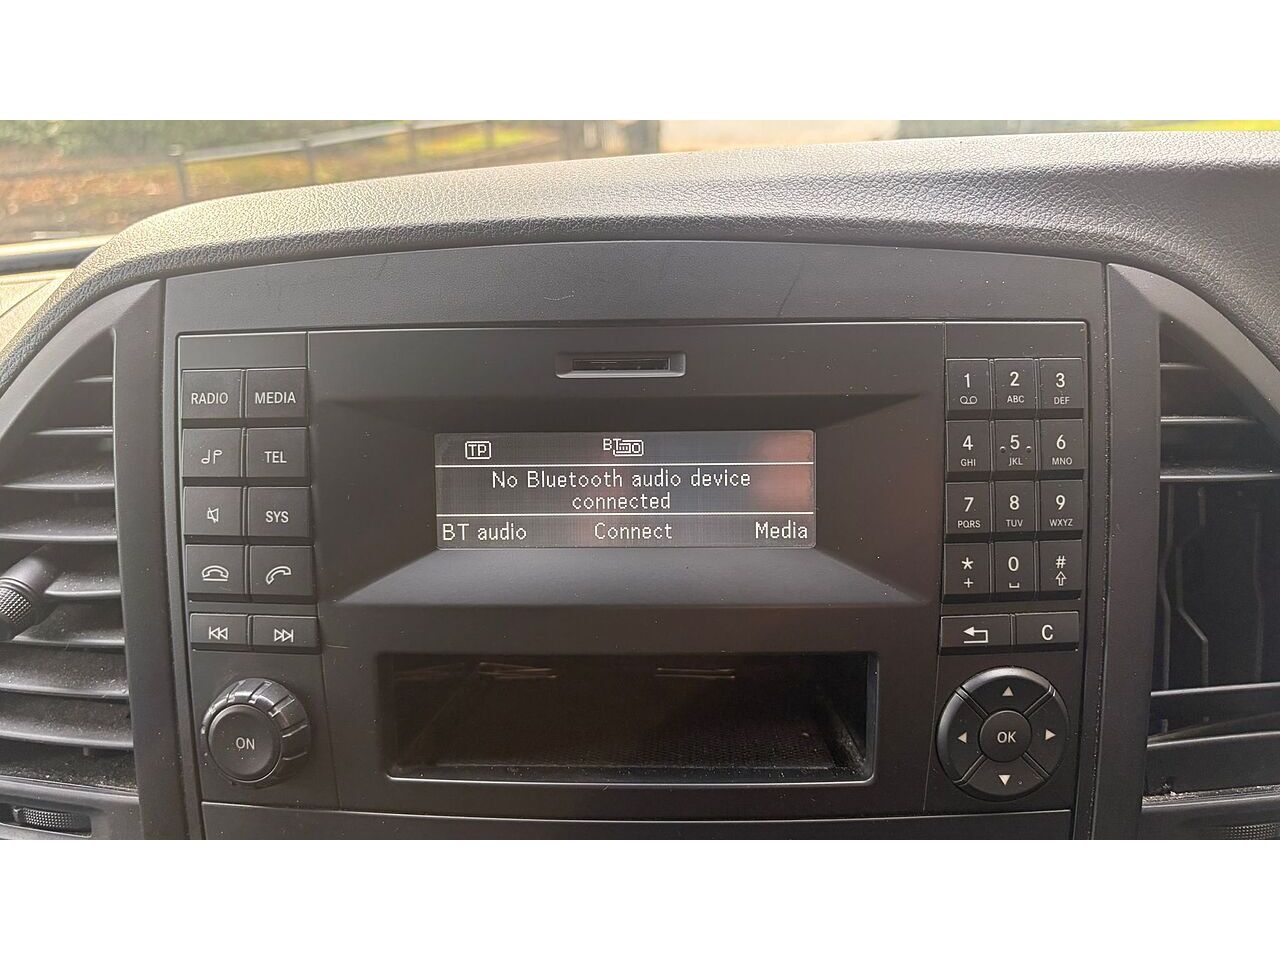 RADIO MEDIA
TEL
SYS
ON
TP BT
No Bluetooth audio device
connected
BT audio Connect Media
1 2 ABC 3 DEF
4 GHI 5 JKL 6 MNO
7 PQRS 8 TUV 9 WXYZ
* + 0 #
C
OK